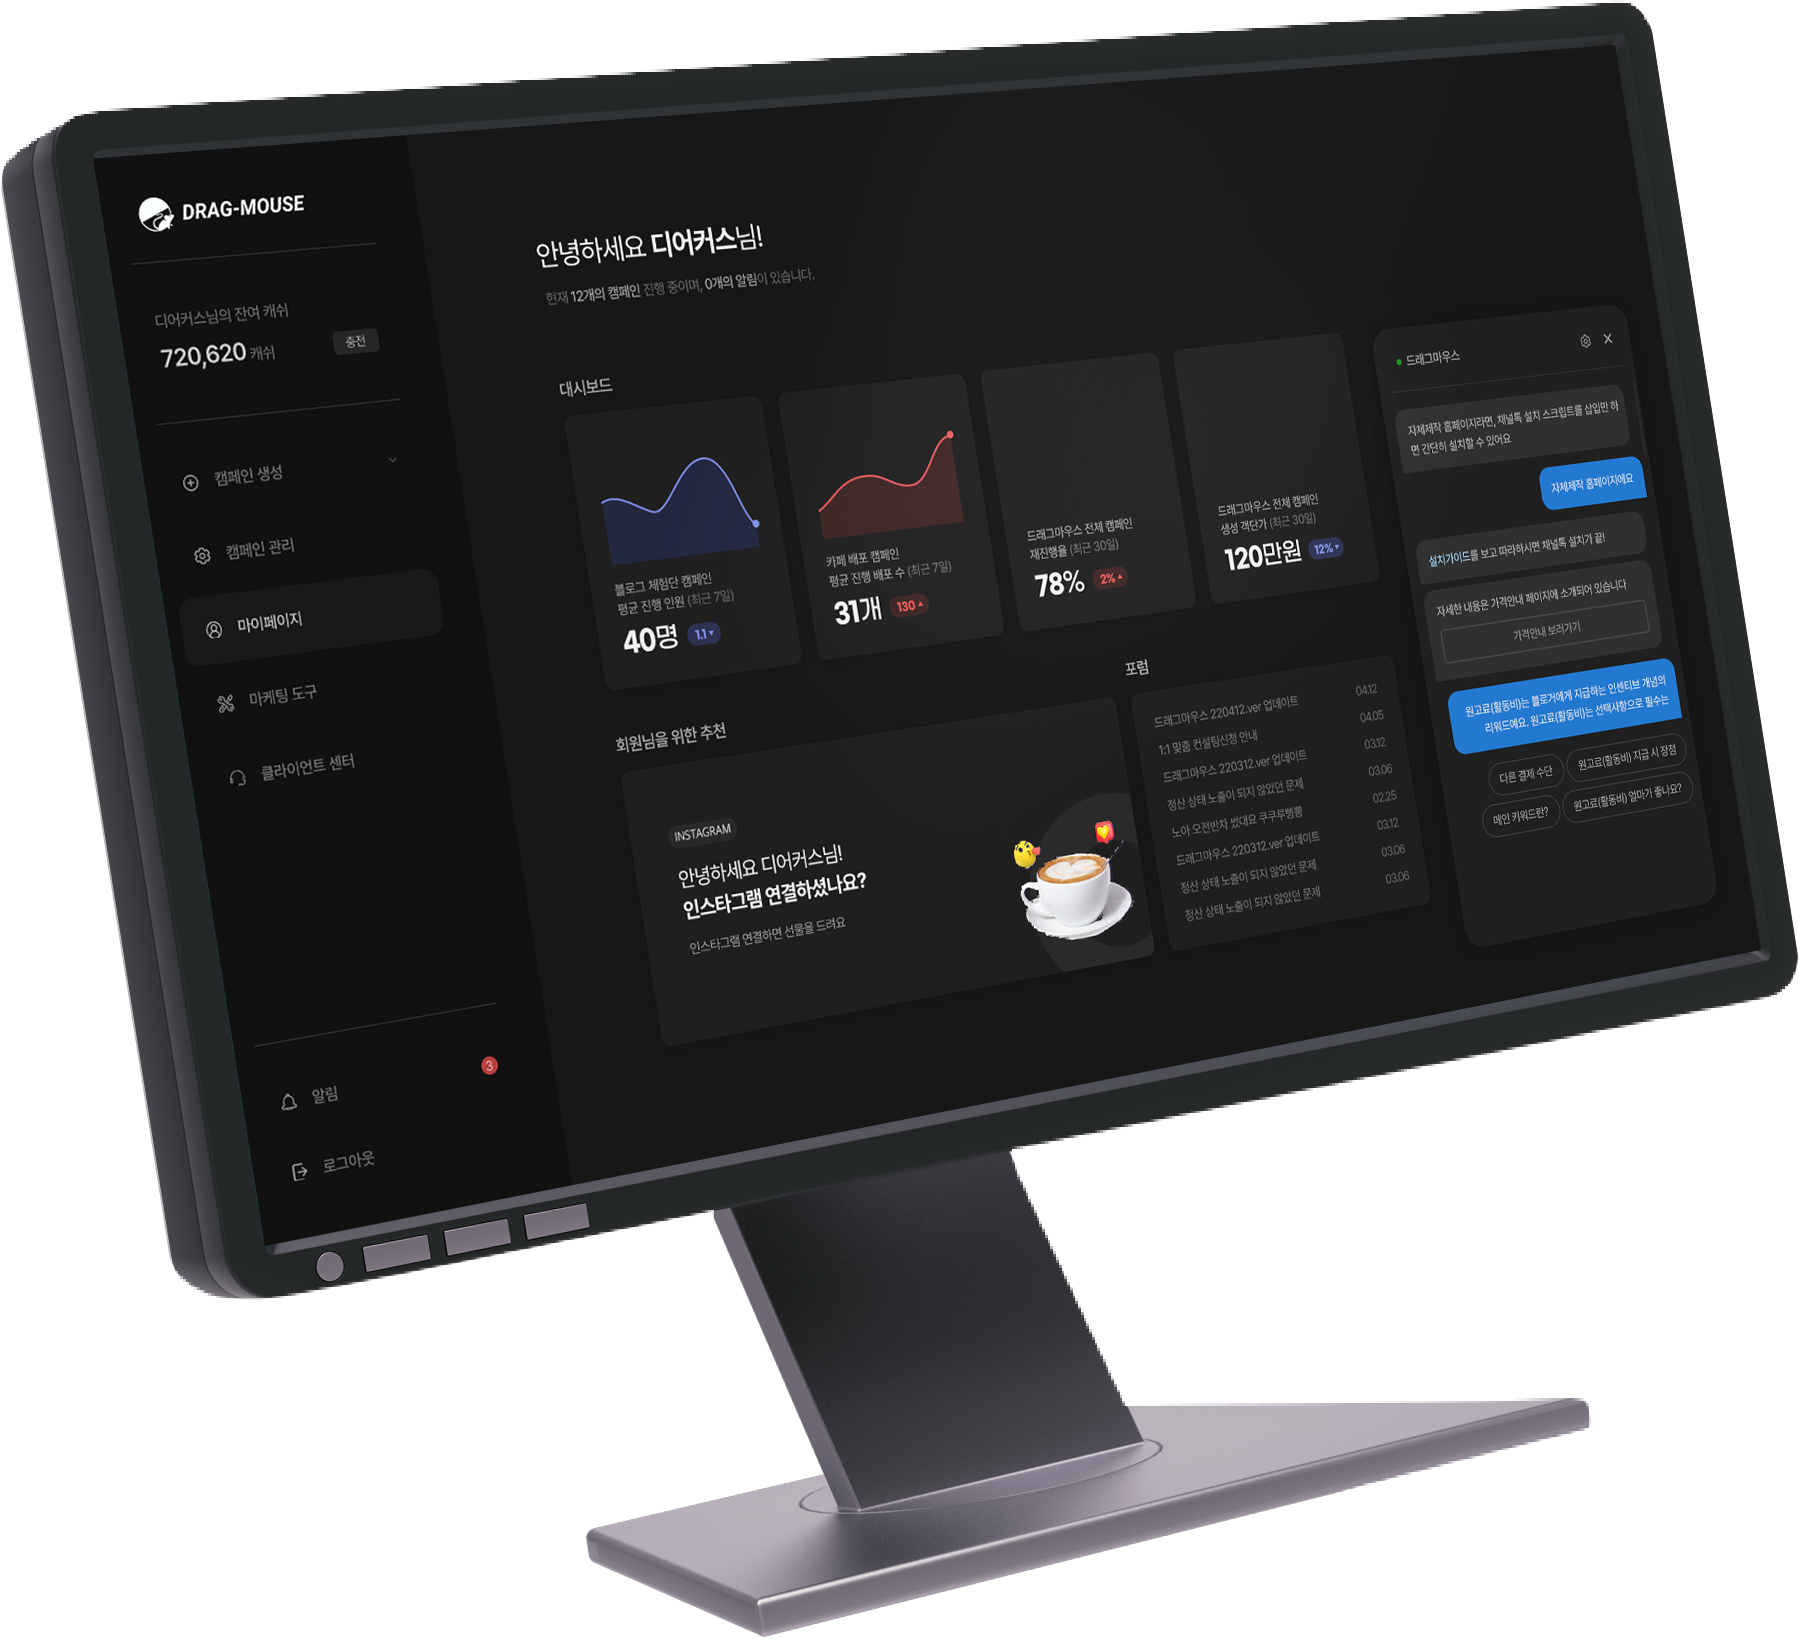 DRAG-MOUSE
디어커스님의 잔여 캐쉬
720,620 캐쉬
충전
캠페인 생성
캠페인 관리
마이페이지
마케팅 도구
클라이언트 센터
알림
3
로그아웃
안녕하세요 디어커스님!
현재 12개의 캠페인 진행 중이며, 0개의 알림이 있습니다.
대시보드
블로그 체험단 캠페인
평균 진행 인원 (최근 7일)
40명 1.1
카페 배포 캠페인
평균 진행 배포 수 (최근 7일)
31개 130
드래그마우스 전체 캠페인
재진행율 (최근 30일)
78% 2%
드래그마우스 전체 캠페인
생성 객단가 (최근 30일)
120만원 12%
회원님을 위한 추천
INSTAGRAM
안녕하세요 디어커스님!
인스타그램 연결하셨나요?
인스타그램 연결하면 선물을 드려요
포럼
드래그마우스 220412.ver 업데이트 04.12
1:1 맞춤 컨설팅신청 안내 04.05
드래그마우스 220312.ver 업데이트 03.12
정산 상태 노출이 되지 않았던 문제 03.06
노아 오전반차 썼대요 쿠쿠루삥뽕 02.25
드래그마우스 220312.ver 업데이트 03.12
정산 상태 노출이 되지 않았던 문제 03.06
정산 상태 노출이 되지 않았던 문제 03.06
드래그마우스
자체제작 홈페이지라면, 채널톡 설치 스크립트를 삽입만 하
면 간단히 설치할 수 있어요
자체제작 홈페이지에요
설치가이드를 보고 따라하시면 채널톡 설치가 끝!
자세한 내용은 가격안내 페이지에 소개되어 있습니다
가격안내 보러가기
원고료(활동비)는 블로거에게 지급하는 인센티브 개념의
리워드예요. 원고료(활동비)는 선택사항으로 필수는
다른 결제 수단
원고료(활동비) 지급 시 장점
메인 키워드란?
원고료(활동비) 얼마가 좋나요?